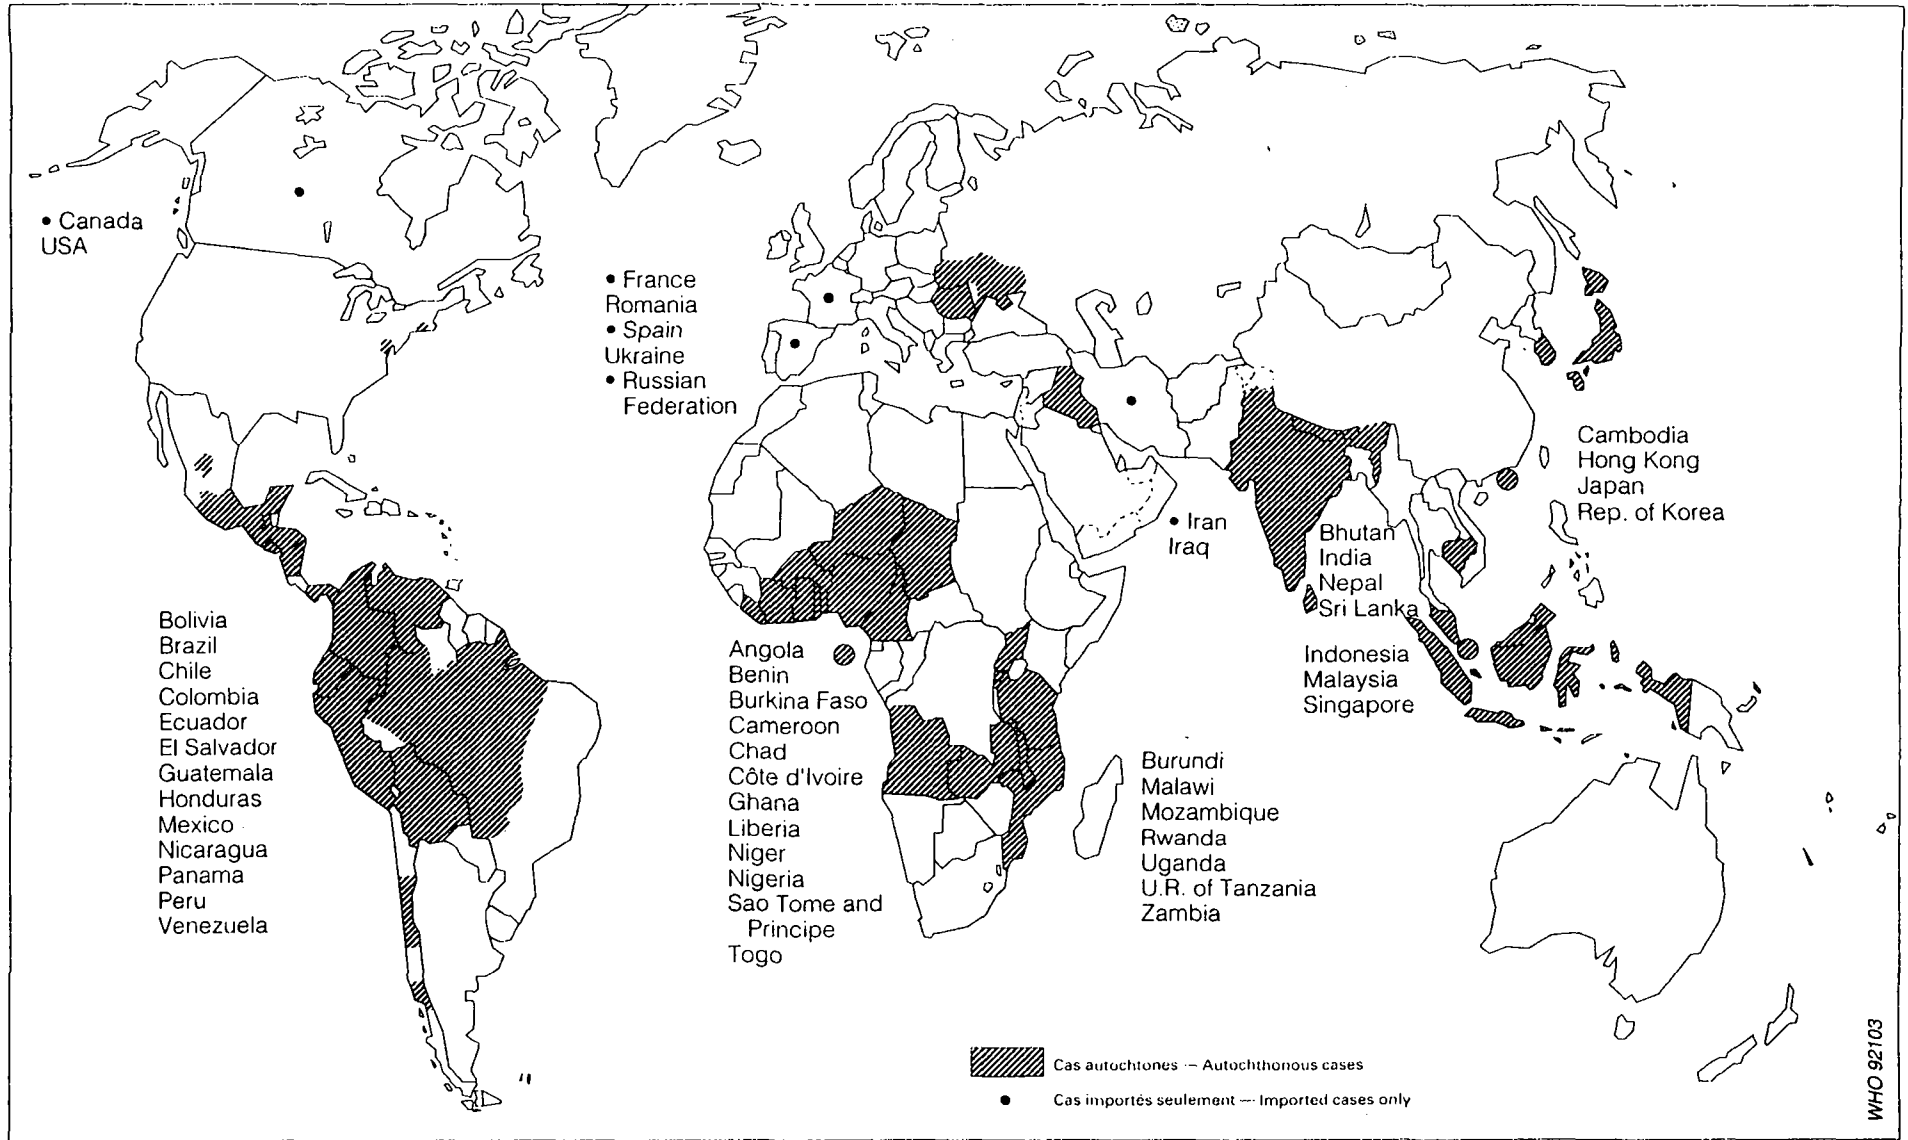 • Canada
USA
• France
Romania
• Spain
Ukraine
• Russian
Federation
• Iran
Iraq
Cambodia
Hong Kong
Japan
Rep. of Korea
Bhutan
India
Nepal
Sri Lanka
Indonesia
Malaysia
Singapore
Bolivia
Brazil
Chile
Colombia
Ecuador
El Salvador
Guatemala
Honduras
Mexico
Nicaragua
Panama
Peru
Venezuela
Angola
Benin
Burkina Faso
Cameroon
Chad
Côte d'Ivoire
Ghana
Liberia
Niger
Nigeria
Sao Tome and
Principe
Togo
Burundi
Malawi
Mozambique
Rwanda
Uganda
U.R. of Tanzania
Zambia
Cas autochtones — Autochthonous cases
• Cas importés seulement — Imported cases only
WHO 92103